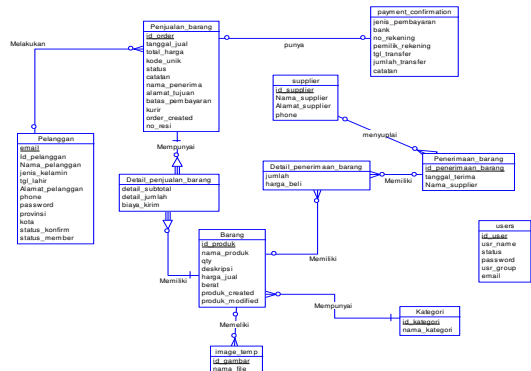 Penjualan_barang
id_order
tanggal_jual
total_harga
kode_unik
status
catatan
nama_penerima
alamat_tujuan
batas_pembayaran
kurir
order_created
no_resi
payment_confirmation
jenis_pembayaran
bank
no_rekening
pemilik_rekening
tgl_transfer
jumlah_transfer
catatan
Melakukan
punya
supplier
id_supplier
Nama_supplier
Alamat_supplier
phone
menyuplai
Pelanggan
email
Id_pelanggan
Nama_pelanggan
jenis_kelamin
tgl_lahir
Alamat_pelanggan
phone
password
provinsi
kota
status_konfirm
status_member
Mempunyai
Detail_penjualan_barang
detail_subtotal
detail_jumlah
biaya_kirim
Detail_penerimaan_barang
jumlah
harga_beli
Memiliki
Penerimaan_barang
id_penerimaan_barang
tanggal_terima
Nama_supplier
users
id_user
usr_name
status
password
usr_group
email
Barang
id_produk
nama_produk
qty
deskripsi
harga_jual
berat
produk_created
produk_modified
Memiliki
Memiliki
Mempunyai
Kategori
id_kategori
nama_kategori
Memeliki
image_temp
id_gambar
nama_file